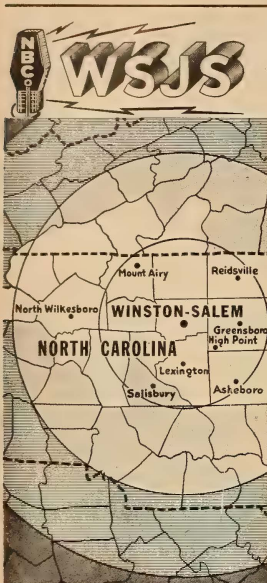 NBC
WSJS
Mount Airy
Reidsville
North Wilkesboro
WINSTON-SALEM
Greensboro
High Point
NORTH CAROLINA
Lexington
Salisbury
Asheboro